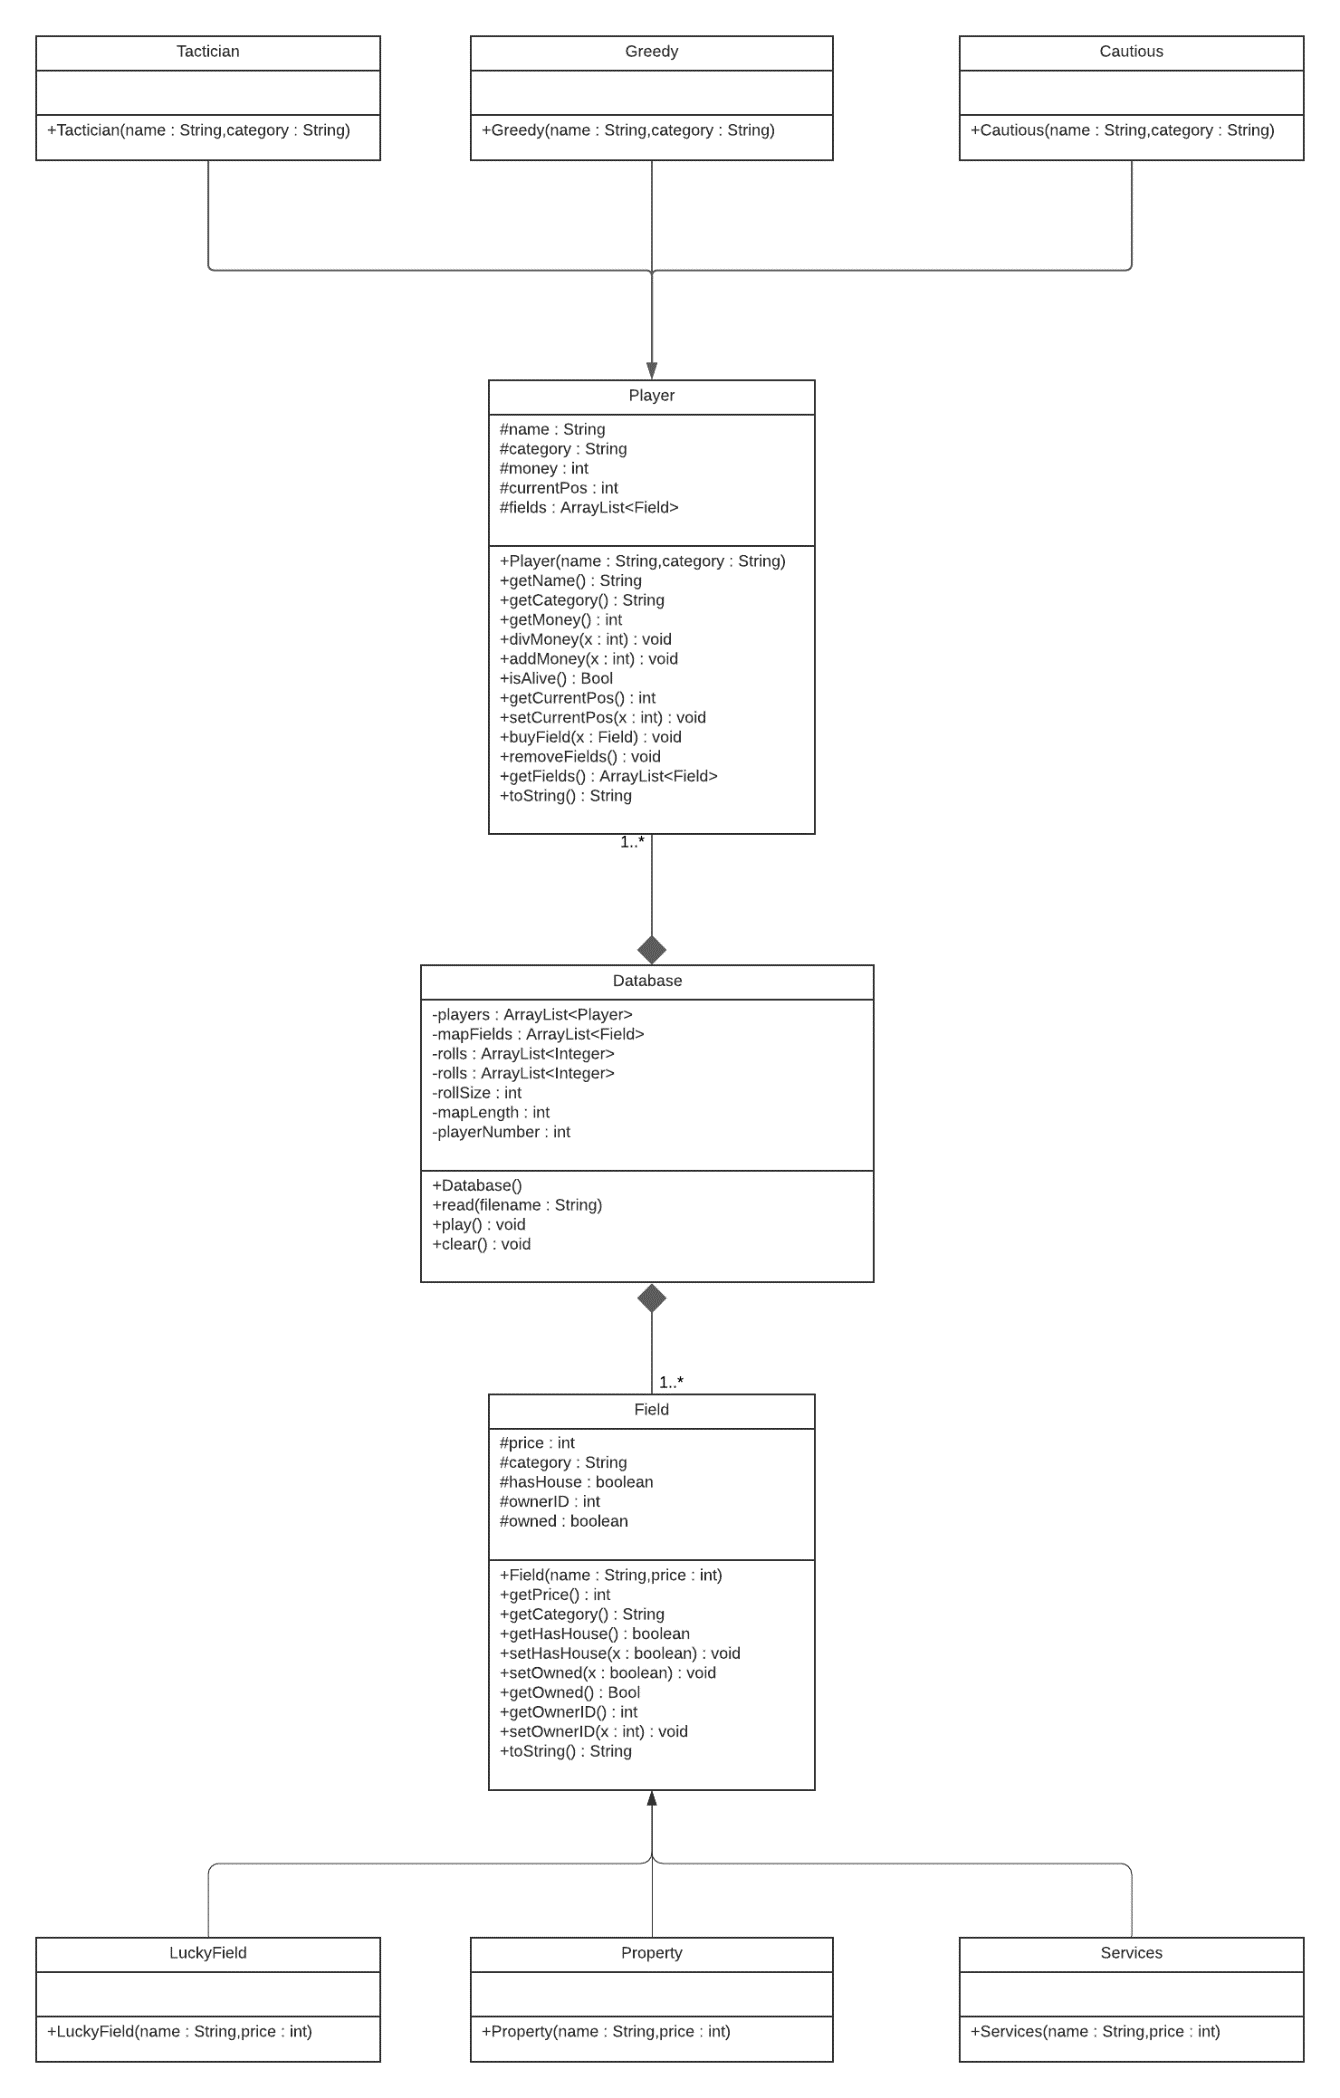 Tactician
+Tactician(name : String,category : String)
Greedy
+Greedy(name : String,category : String)
Cautious
+Cautious(name : String,category : String)
Player
#name : String
#category : String
#money : int
#currentPos : int
#fields : ArrayList<Field>
+Player(name : String,category : String)
+getName() : String
+getCategory() : String
+getMoney() : int
+divMoney(x : int) : void
+addMoney(x : int) : void
+isAlive() : Bool
+getCurrentPos() : int
+setCurrentPos(x : int) : void
+buyField(x : Field) : void
+removeFields() : void
+getFields() : ArrayList<Field>
+toString() : String
1..*
Database
-players : ArrayList<Player>
-mapFields : ArrayList<Field>
-rolls : ArrayList<Integer>
-rolls : ArrayList<Integer>
-rollSize : int
-mapLength : int
-playerNumber : int
+Database()
+read(filename : String)
+play() : void
+clear() : void
1..*
Field
#price : int
#category : String
#hasHouse : boolean
#ownerID : int
#owned : boolean
+Field(name : String,price : int)
+getPrice() : int
+getCategory() : String
+getHasHouse() : boolean
+setHasHouse(x : boolean) : void
+setOwned(x : boolean) : void
+getOwned() : Bool
+getOwnerID() : int
+setOwnerID(x : int) : void
+toString() : String
LuckyField
+LuckyField(name : String,price : int)
Property
+Property(name : String,price : int)
Services
+Services(name : String,price : int)